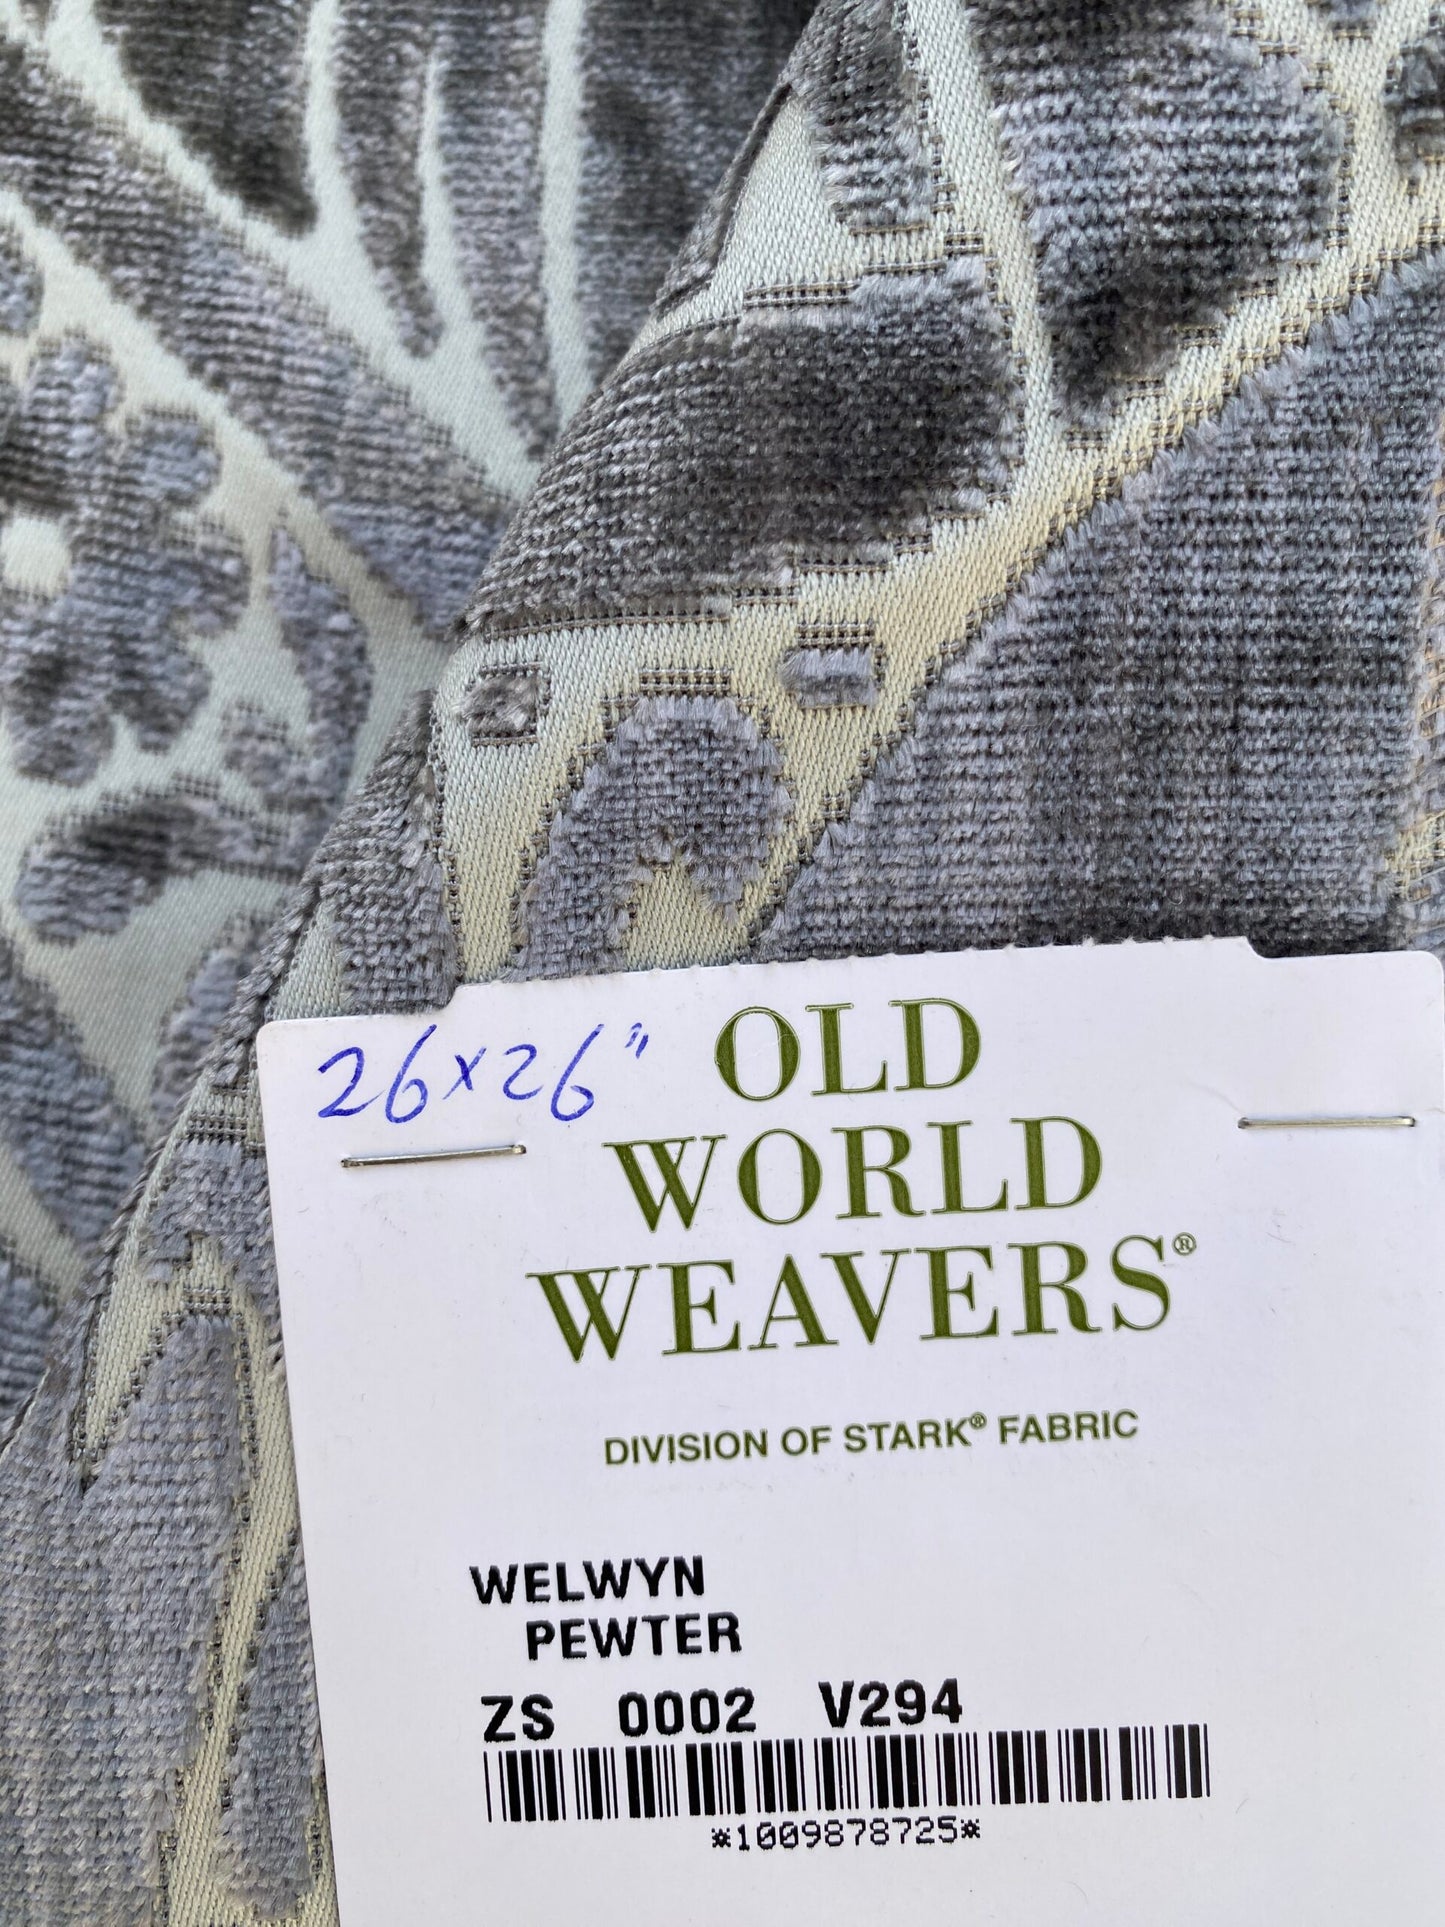 26x26"
OLD
WORLD
WEAVERS®
DIVISION OF STARK® FABRIC
WELWYN
PEWTER
ZS 0002 V294
*1009878725*